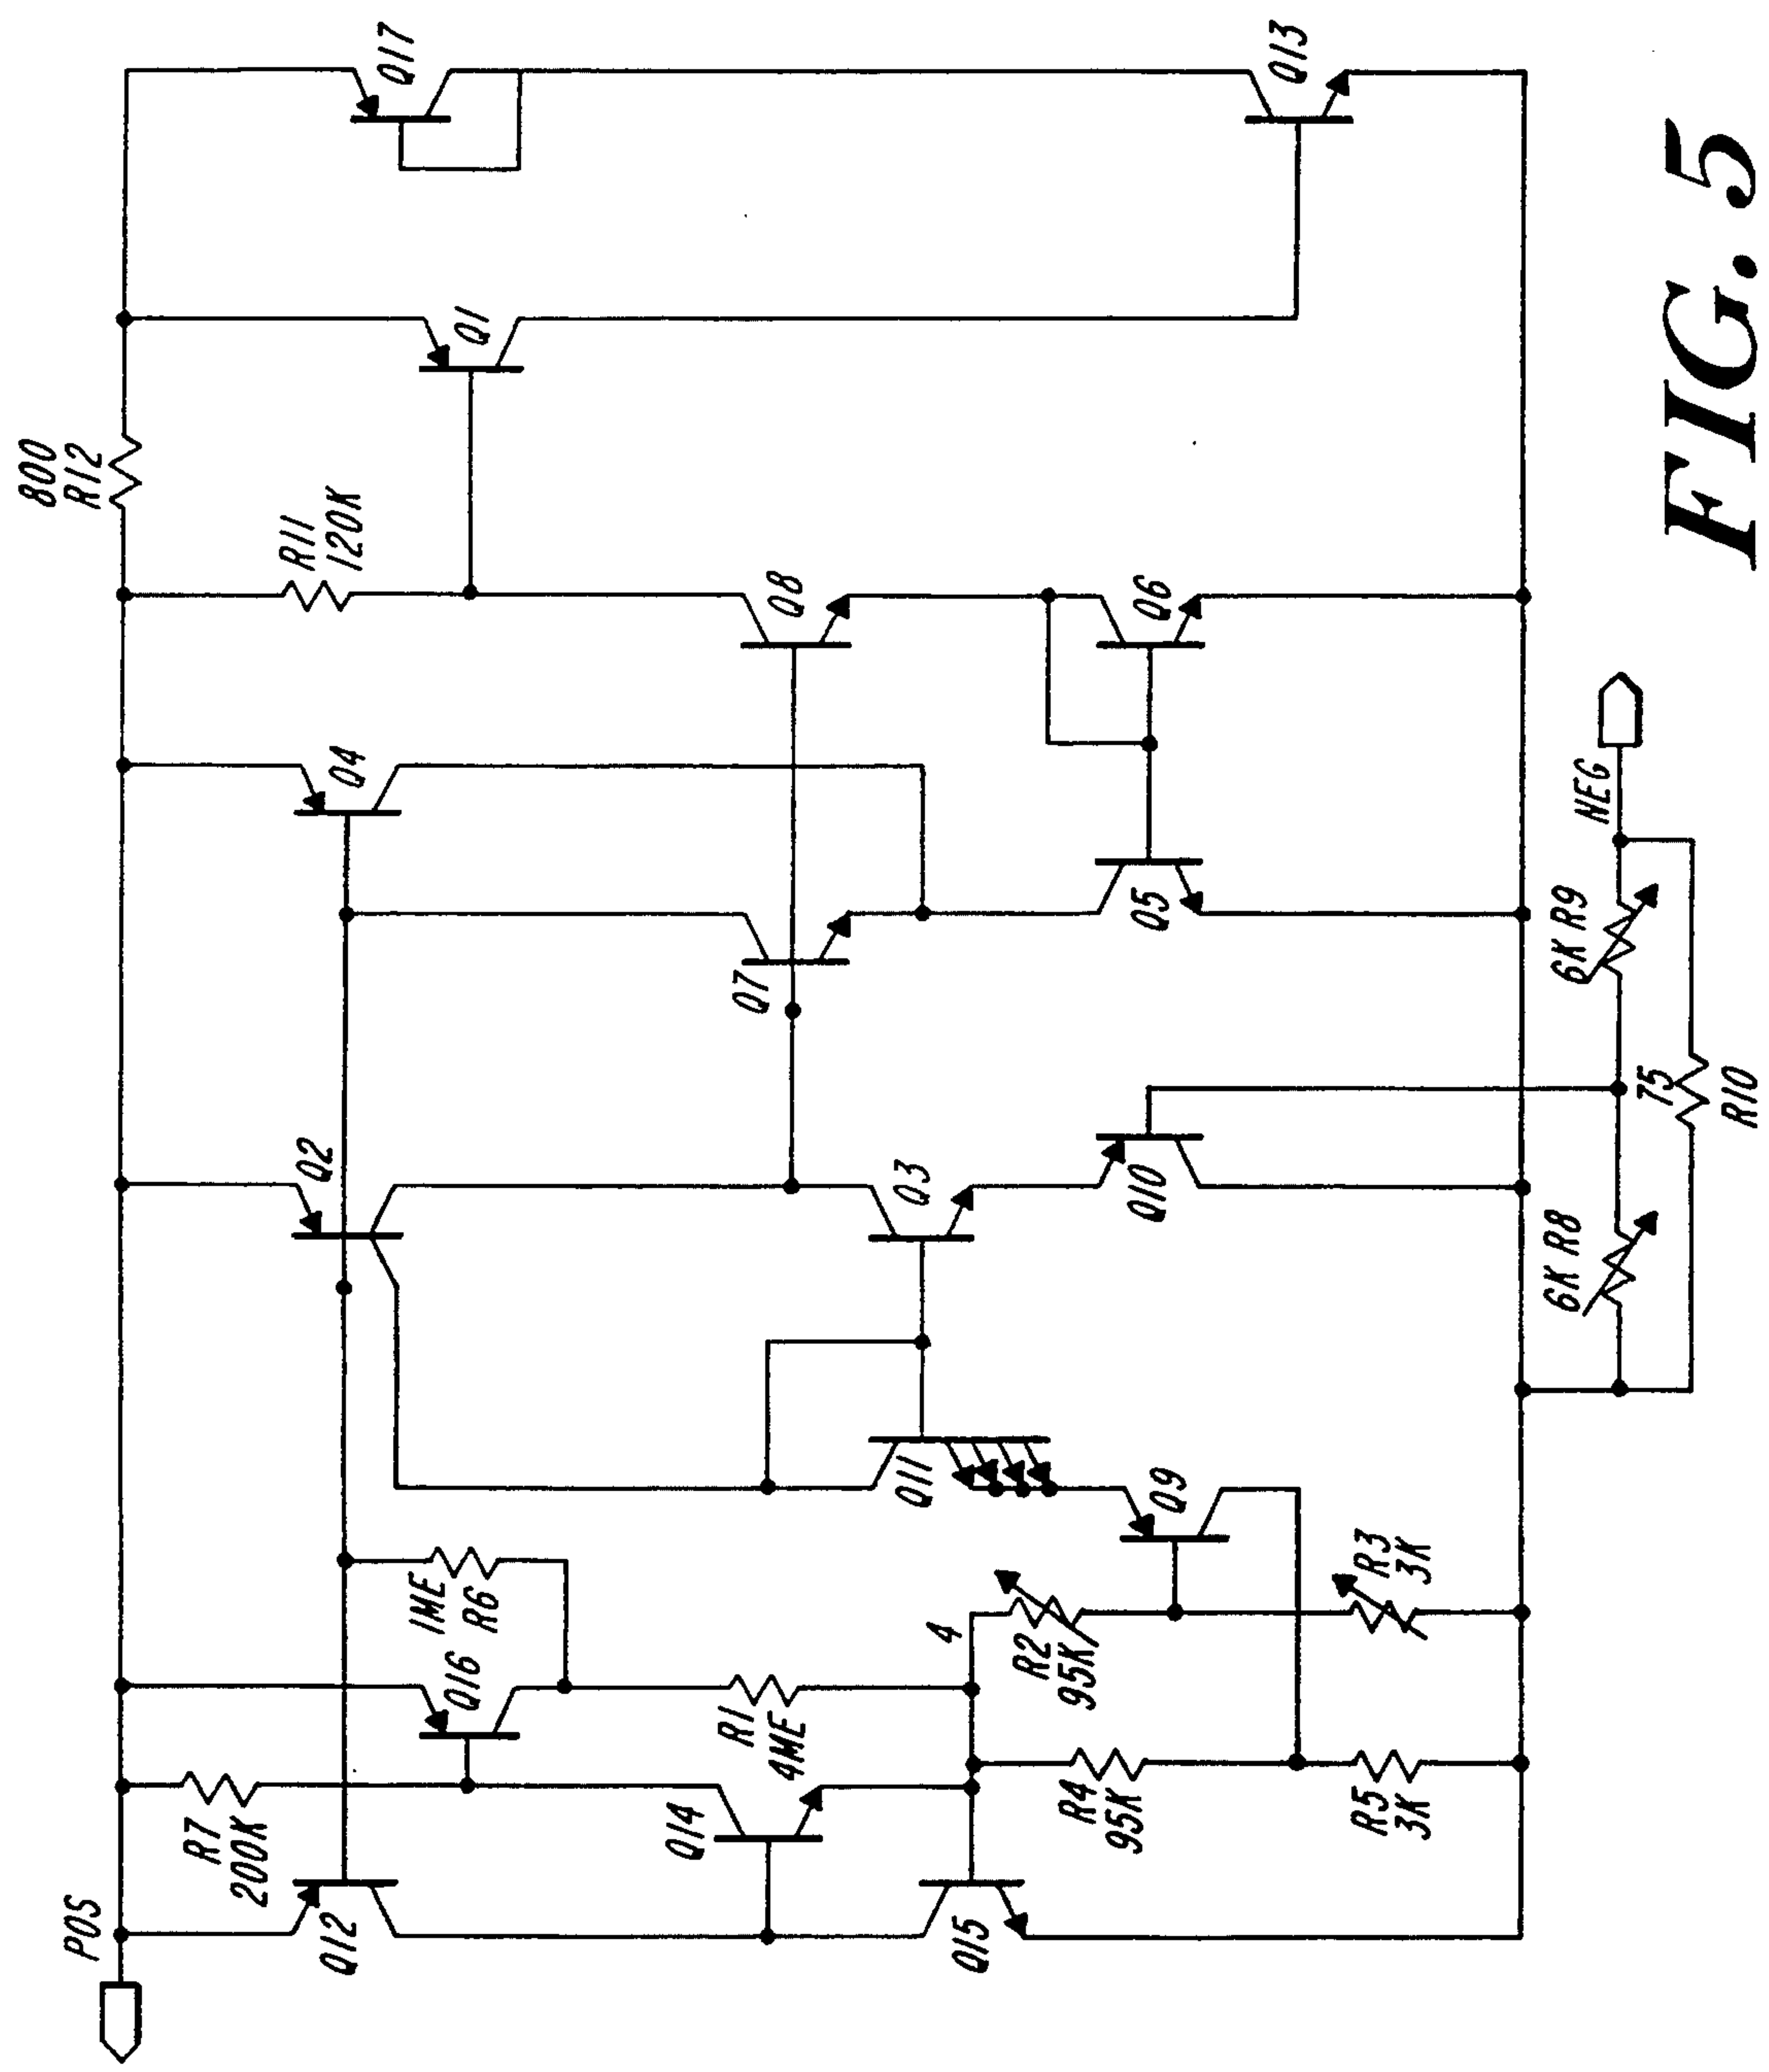 POS
Q12
R7
200K
Q14
Q16
1ME
R6
R1
4ME
4
Q15
R4
95K
R5
3K
R2
95K
R3
3K
Q9
Q11
Q2
Q3
Q10
Q7
Q4
Q5
Q8
Q6
R11
120K
800
R12
Q1
Q17
Q13
6K R8
6K R9
NEG
75
R10
FIG. 5